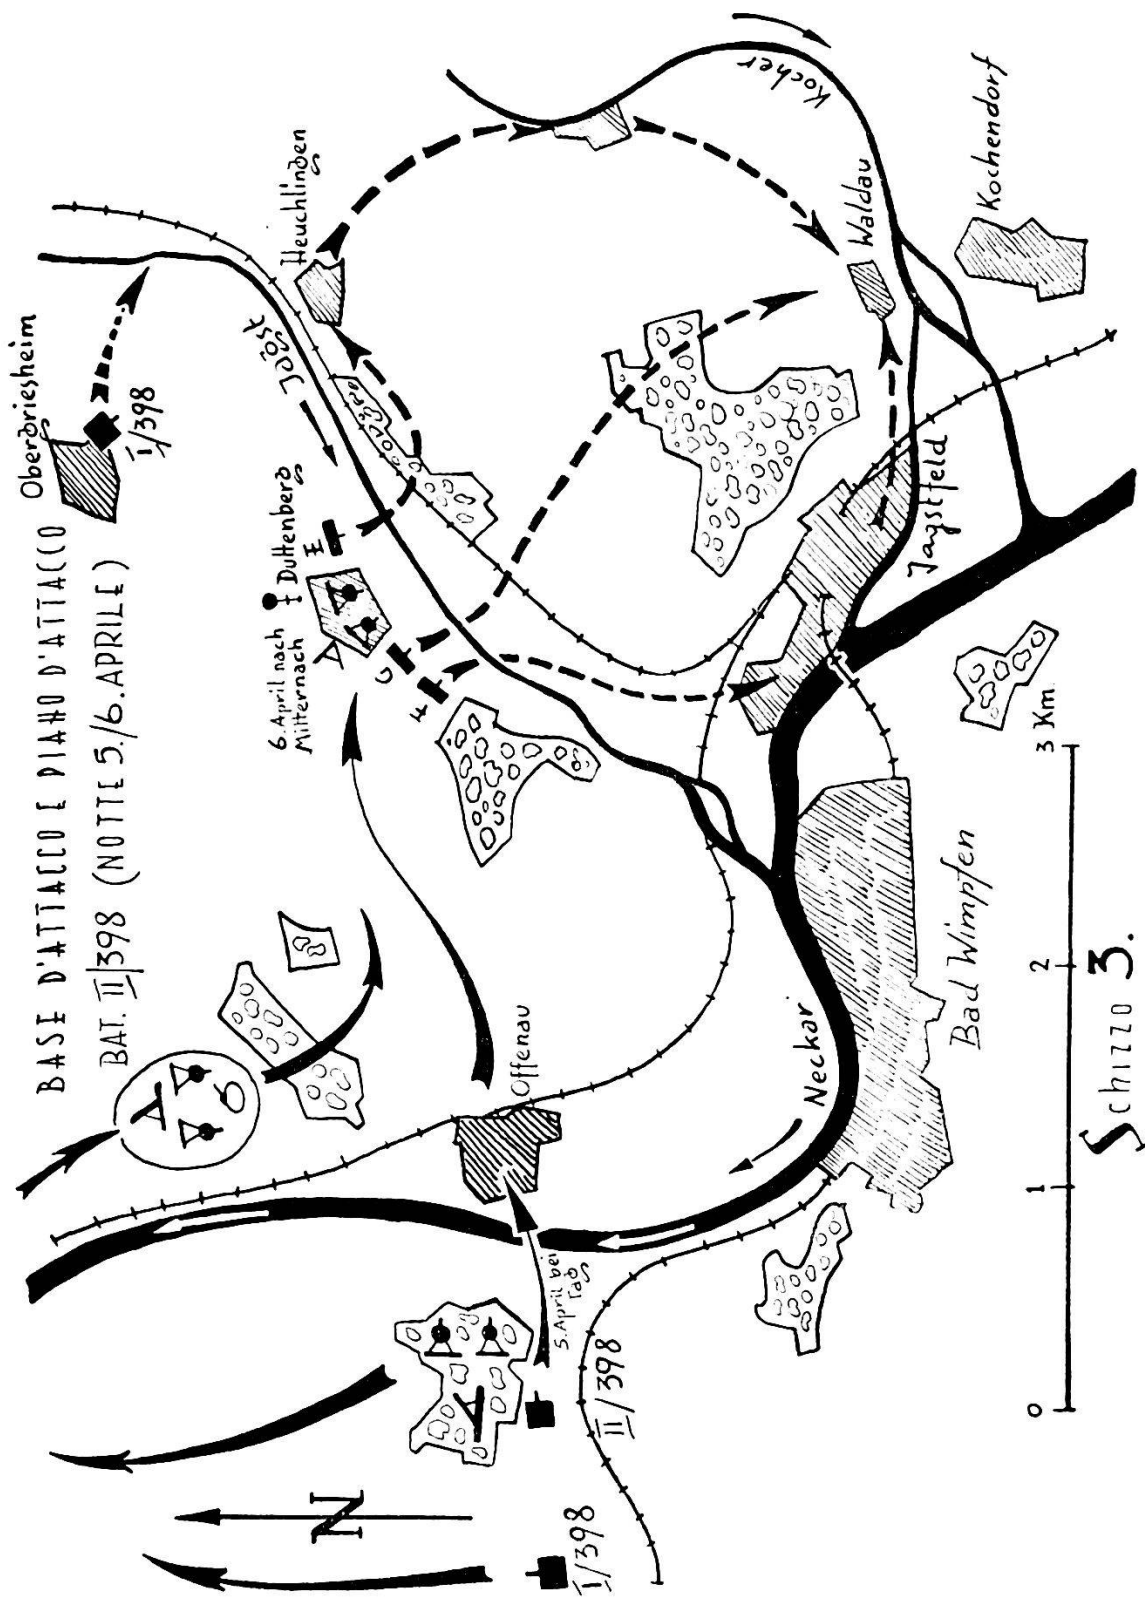 BASE D'ATTACCO E PIANO D'ATTACCO
BAT. II/398 (NOTTE 5./6. APRILE)
Obergriesheim
I/398
Heuchlingen
Jagst
Kocher
6. April nach
Mitternach
Duttenberg
E
G
F
Waldau
Kochendorf
Jagstfeld
Offenau
Neckar
Bad Wimpfen
5. April bei
Tag
II/398
I/398
N
0 1 2 3 Km.
Schizzo 3.